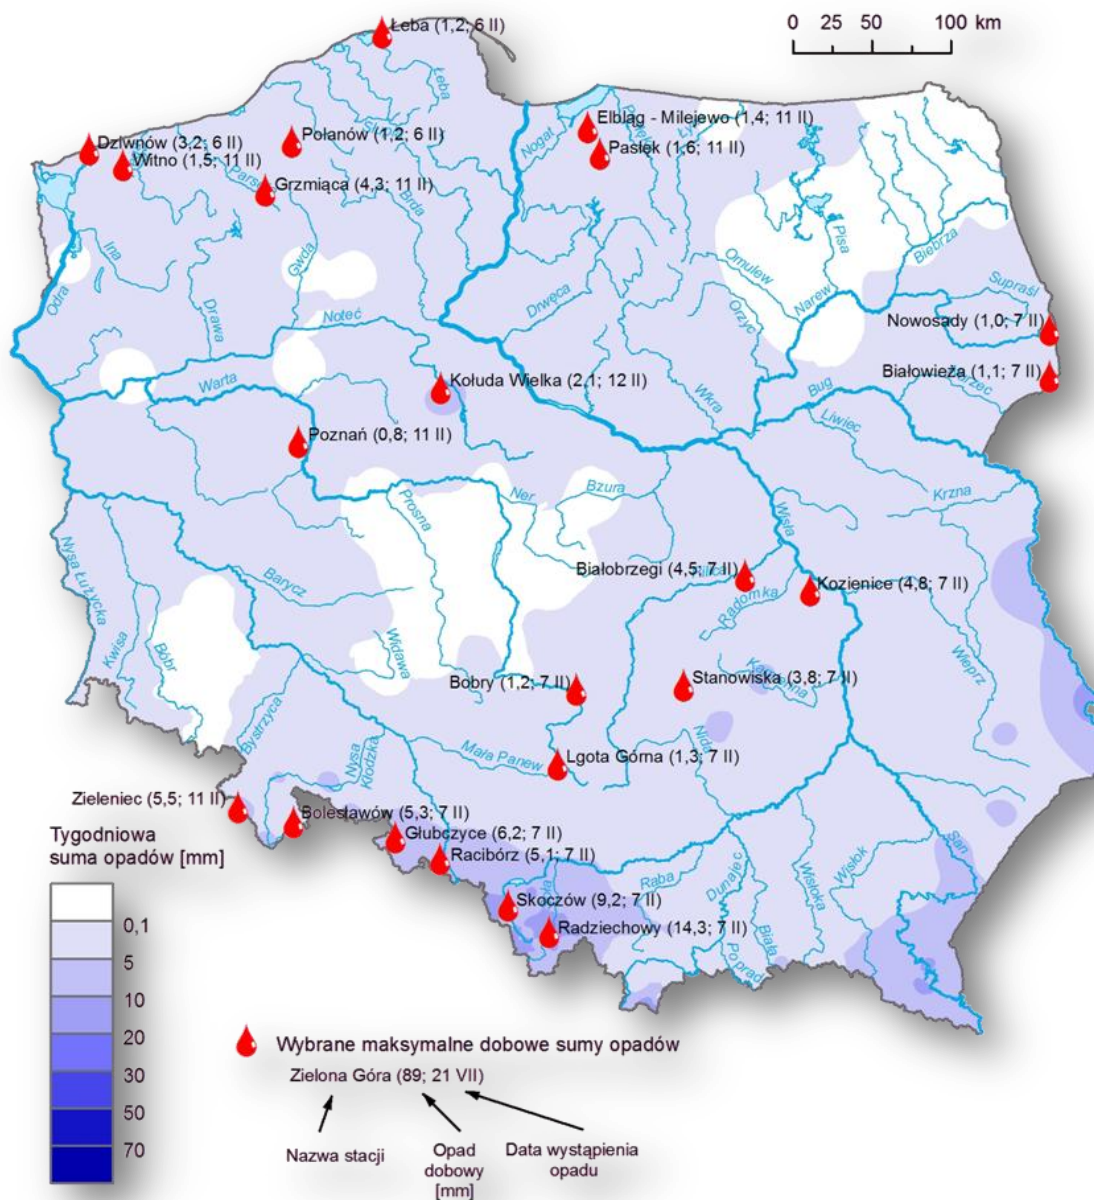 Łeba (1,2; 6 II)
0 25 50 100 km
Łeba
Dziwnów (3,2; 6 II)
Witno (1,5; 11 II)
Polanów (1,2; 6 II)
Grzmiąca (4,3; 11 II)
Elbląg - Milejewo (1,4; 11 II)
Pasłęk (1,6; 11 II)
Nogat
Brda
Ina
Gwda
Odra
Drawa
Noteć
Warta
Drwęca
Omulew
Pisa
Biebrza
Narew
Orzyc
Supraśl
Nowosady (1,0; 7 II)
Białowieża (1,1; 7 II)
Kołuda Wielka (2,1; 12 II)
Wkra
Bug
Liwiec
Poznań (0,8; 11 II)
Prosna
Ner
Bzura
Wisła
Krzna
Nysa Łużycka
Kwisa
Bóbr
Barycz
Białobrzegi (4,5; 7 II)
Kozienice (4,8; 7 II)
Radomka
Widawa
Wieprz
Bobry (1,2; 7 II)
Stanowiska (3,8; 7 II)
Bystrzyca
Nysa
Kłodzka
Mała Panew
Lgota Górna (1,3; 7 II)
Nida
Zieleniec (5,5; 11 II)
Bolesławów (5,3; 7 II)
Głubczyce (6,2; 7 II)
Racibórz (5,1; 7 II)
Skoczów (9,2; 7 II)
Radziechowy (14,3; 7 II)
Raba
Dunajec
Poprad
Biała
Wisłoka
Wisłok
San
Tygodniowa
suma opadów [mm]
0,1
5
10
20
30
50
70
Wybrane maksymalne dobowe sumy opadów
Zielona Góra (89; 21 VII)
Nazwa stacji
Opad
dobowy
[mm]
Data wystąpienia
opadu